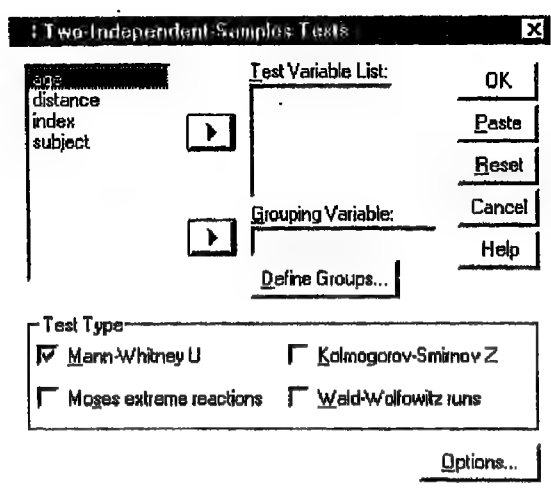 Two-Independent-Samples Tests
age
distance
index
subject
Test Variable List:
Grouping Variable:
Define Groups...
OK
Paste
Reset
Cancel
Help
Test Type
Mann-Whitney U
Kolmogorov-Smirnov Z
Moses extreme reactions
Wald-Wolfowitz runs
Options...